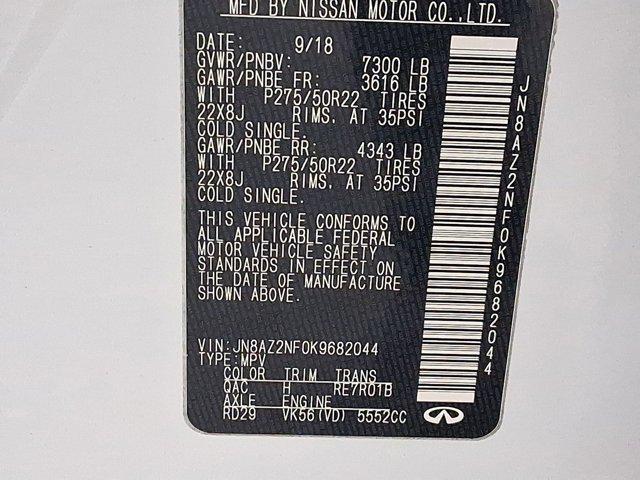 MFD BY NISSAN MOTOR CO.,LTD.
DATE: 9/18
GVWR/PNBV: 7300 LB
GAWR/PNBE FR: 3616 LB
WITH P275/50R22 TIRES
22X8J RIMS, AT 35PSI
COLD SINGLE.
GAWR/PNBE RR: 4343 LB
WITH P275/50R22 TIRES
22X8J RIMS, AT 35PSI
COLD SINGLE.
THIS VEHICLE CONFORMS TO
ALL APPLICABLE FEDERAL
MOTOR VEHICLE SAFETY
STANDARDS IN EFFECT ON
THE DATE OF MANUFACTURE
SHOWN ABOVE.
VIN:JN8AZ2NF0K9682044
TYPE:MPV
COLOR TRIM TRANS
QAC H RE7R01B
AXLE ENGINE
RD29 VK56(VD) 5552CC
JN8AZ2NF0K9682044